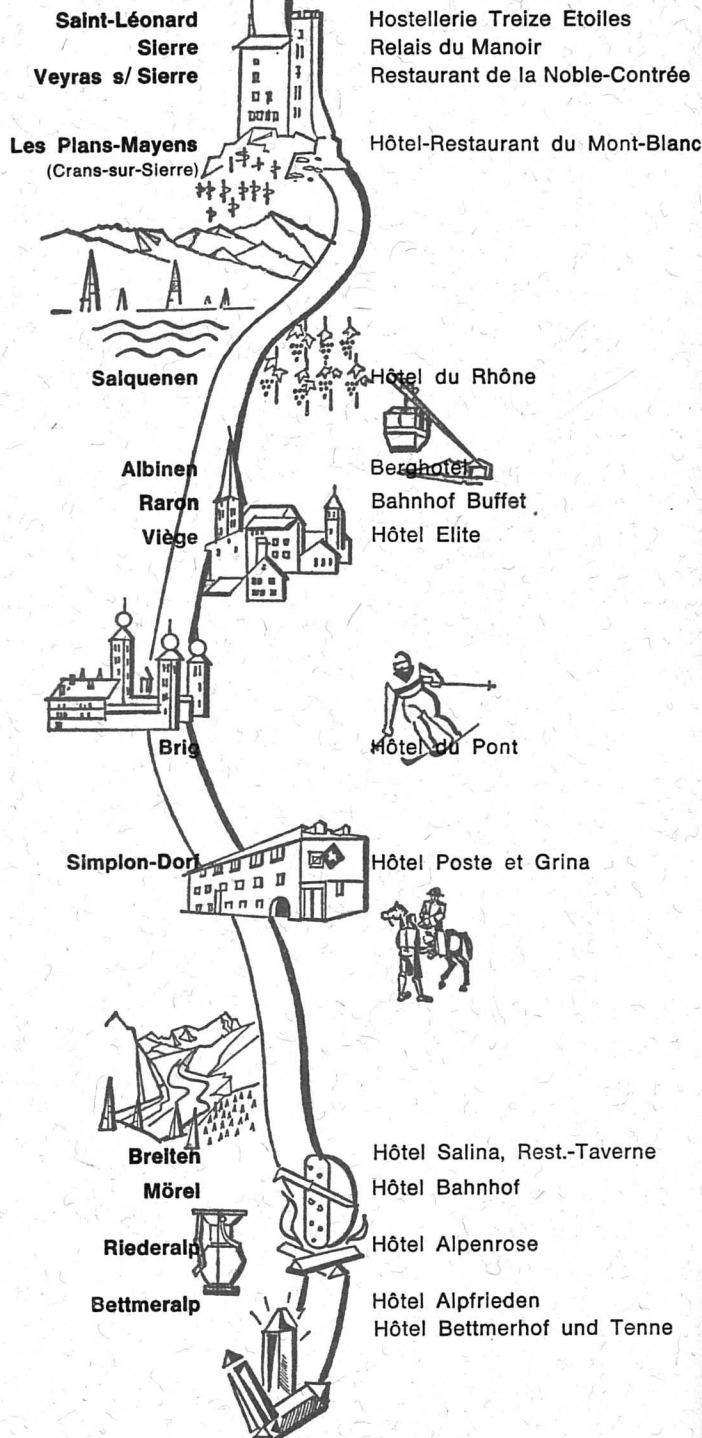 Saint-Léonard Hostellerie Treize Etoiles
Sierre Relais du Manoir
Veyras s/Sierre Restaurant de la Noble-Contrée
Les Plans-Mayens Hôtel-Restaurant du Mont-Blanc
(Crans-sur-Sierre)
Salquenen Hôtel du Rhône
Albinen Berghotel
Raron Bahnhof Buffet
Viège Hôtel Elite
Brig Hôtel du Pont
Simplon-Dorf Hôtel Poste et Grina
Breiten Hôtel Salina, Rest.-Taverne
Mörel Hôtel Bahnhof
Riederalp Hôtel Alpenrose
Bettmeralp Hôtel Alpfrieden
Hôtel Bettmerhof und Tenne